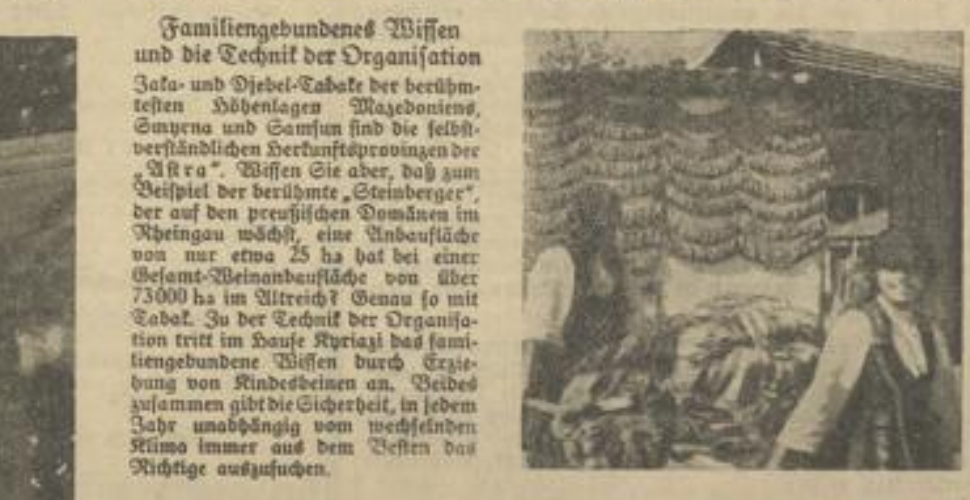 Familiengebundenes Wissen
und die Technik der Organisation
Jaka- und Djebel-Tabake der berühm-
testen Höhenlagen Mazedoniens,
Smyrna und Samsun sind die selbst-
verständlichen Herkunftsprovinzen der
„Astra“. Wissen Sie aber, daß zum
Beispiel der berühmte „Steinberger“,
der auf den preußischen Domänen im
Rheingau wächst, eine Anbaufläche
von nur etwa 25 ha hat bei einer
Gesamt-Weinanbaufläche von über
73000 ha im Altreich? Genau so mit
Tabak. Zu der Technik der Organisa-
tion tritt im Hause Kyriazi das fami-
liengebundene Wissen durch Erzie-
hung von Kindesbeinen an. Beides
zusammen gibt die Sicherheit, in jedem
Jahr unabhängig vom wechselnden
Klima immer aus dem Besten das
Richtige auszusuchen.